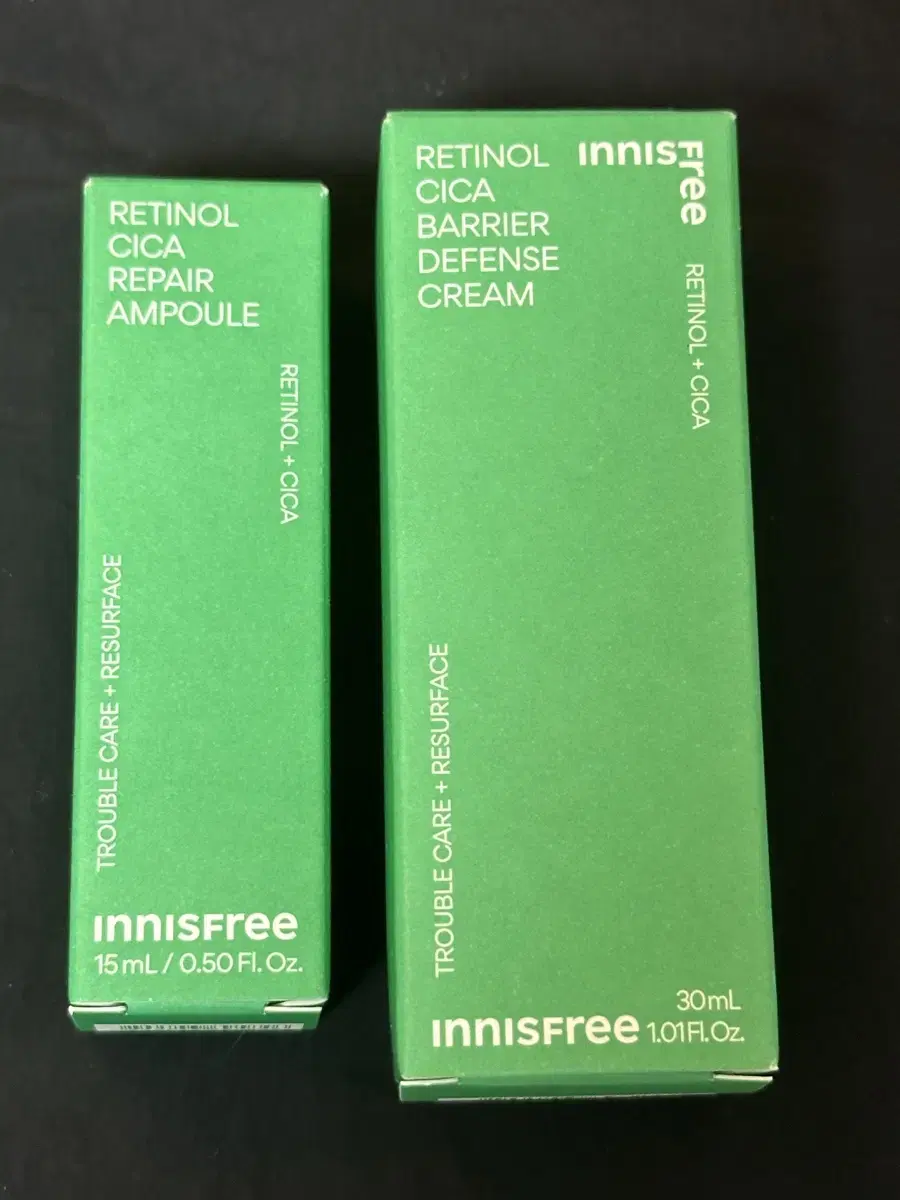 RETINOL
CICA
REPAIR
AMPOULE
RETINOL + CICA
TROUBLE CARE + RESURFACE
INNISFree
15 mL / 0.50 Fl. Oz.
RETINOL
CICA
BARRIER
DEFENSE
CREAM
INNISFree
RETINOL + CICA
TROUBLE CARE + RESURFACE
INNISFree
30 mL
1.01 Fl. Oz.